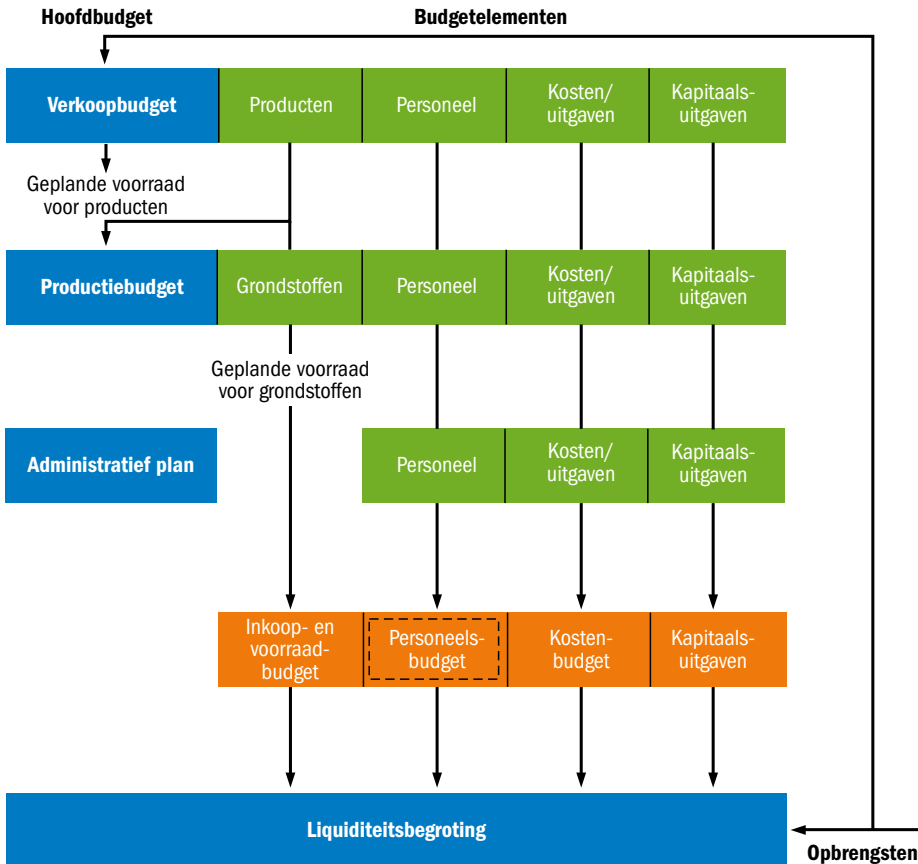 Hoofdbudget
Budgetelementen
Verkoopbudget
Producten
Personeel
Kosten/
uitgaven
Kapitaals-
uitgaven
Geplande voorraad
voor producten
Productiebudget
Grondstoffen
Personeel
Kosten/
uitgaven
Kapitaals-
uitgaven
Geplande voorraad
voor grondstoffen
Administratief plan
Personeel
Kosten/
uitgaven
Kapitaals-
uitgaven
Inkoop- en
voorraad-
budget
Personeels-
budget
Kosten-
budget
Kapitaals-
uitgaven
Liquiditeitsbegroting
Opbrengsten